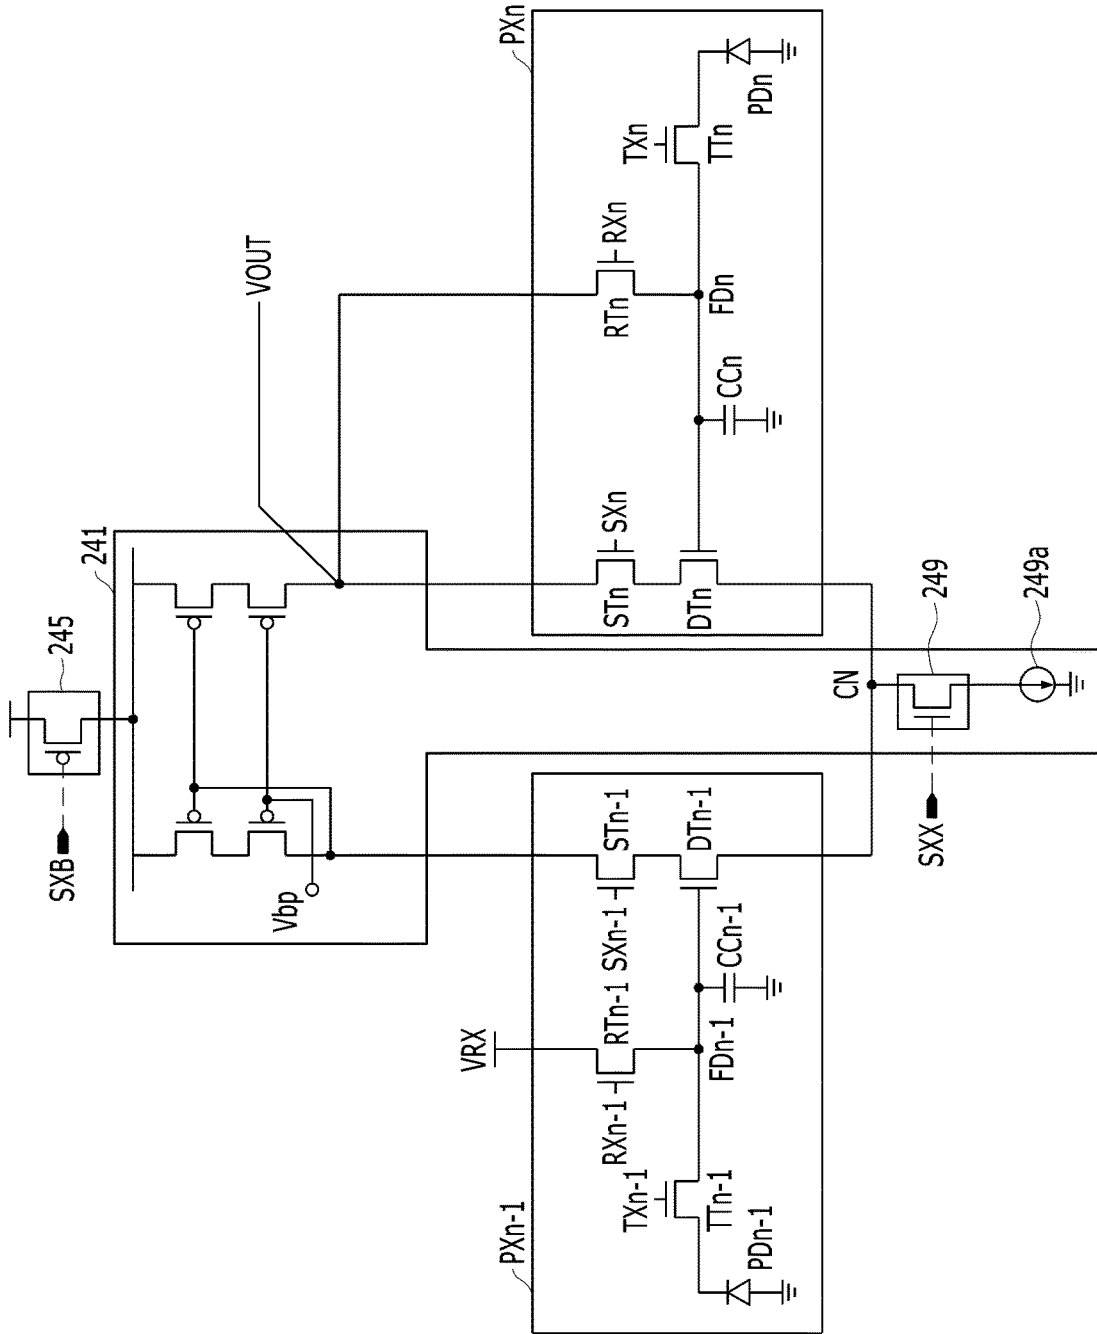 PXn
PDn
TXn
TTn
RXn
RTn
FDn
VOUT
CCn
SXn
STn
DTn
241
245
249
249a
CN
SXB
Vbp
STn-1
DTn-1
SXX
SXn-1
CCn-1
RTn-1
VRX
FDn-1
RXn-1
TXn-1
TTn-1
PXn-1
PDn-1